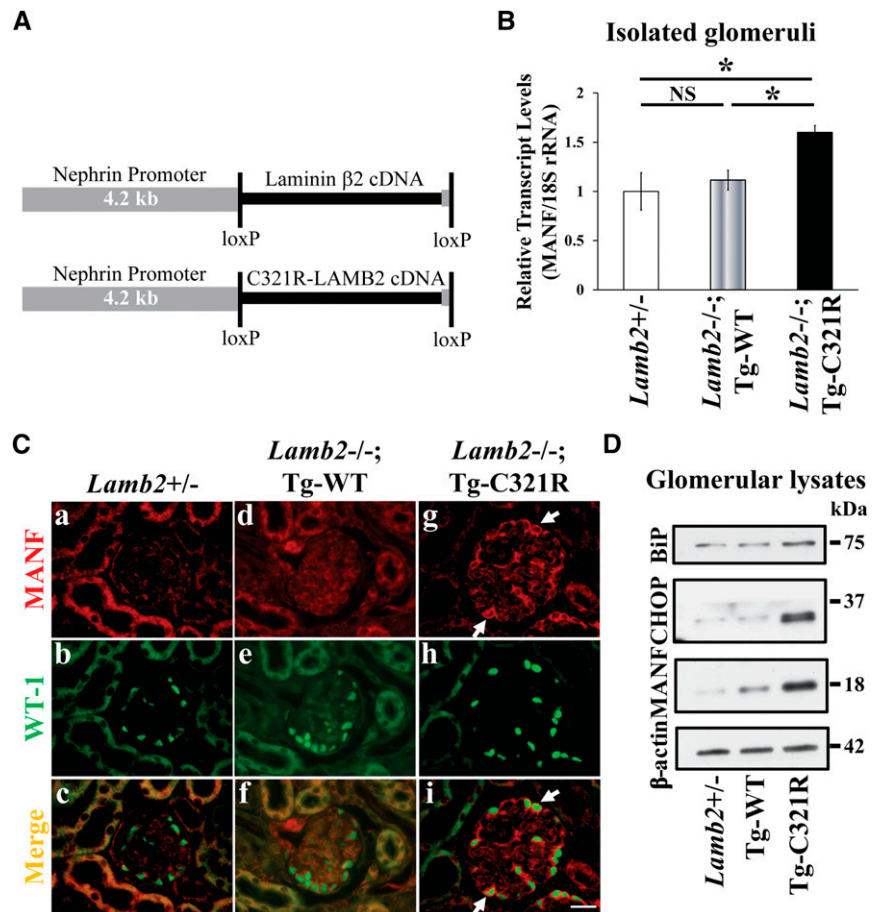 A
Nephrin Promoter
4.2 kb
Laminin β2 cDNA
loxP
loxP
Nephrin Promoter
4.2 kb
C321R-LAMB2 cDNA
loxP
loxP
B
Isolated glomeruli
*
NS
*
Relative Transcript Levels
(MANF/18S rRNA)
2
1.5
1
0.5
0
Lamb2+/-
Lamb2-/-;
Tg-WT
Lamb2-/-;
Tg-C321R
C
Lamb2+/-
Lamb2-/-;
Tg-WT
Lamb2-/-;
Tg-C321R
MANF
a
d
g
WT-1
b
e
h
Merge
c
f
i
D
Glomerular lysates
kDa
BiP
75
CHOP
37
MANF
18
β-actin
42
Lamb2+/-
Tg-WT
Tg-C321R